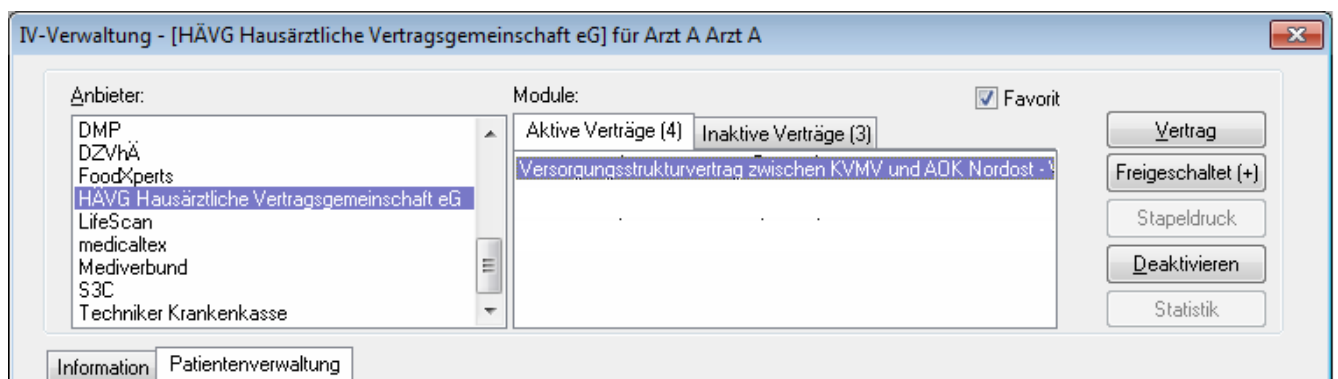 IV-Verwaltung - [HÄVG Hausärztliche Vertragsgemeinschaft eG] für Arzt A Arzt A
Anbieter:
DMP
DZVhÄ
FoodXperts
HÄVG Hausärztliche Vertragsgemeinschaft eG
LifeScan
medicaltex
Mediverbund
S3C
Techniker Krankenkasse
Module:
Favorit
Aktive Verträge (4) Inaktive Verträge (3)
Versorgungsstrukturvertrag zwischen KVMV und AOK Nordost -
Vertrag
Freigeschaltet (+)
Stapeldruck
Deaktivieren
Statistik
Information Patientenverwaltung